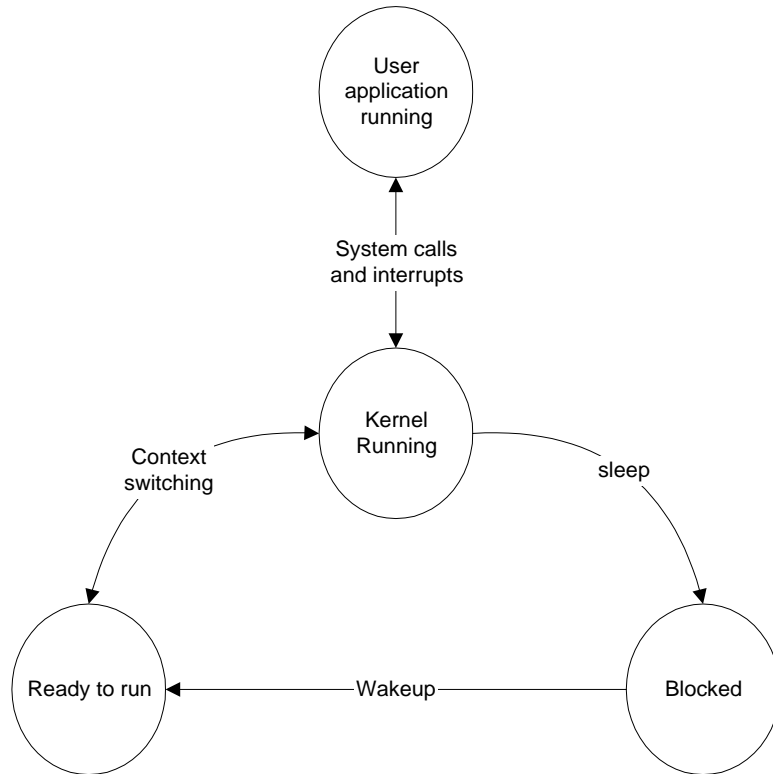 User
application
running
System calls
and interrupts
Kernel
Running
Context
switching
sleep
Ready to run
Wakeup
Blocked